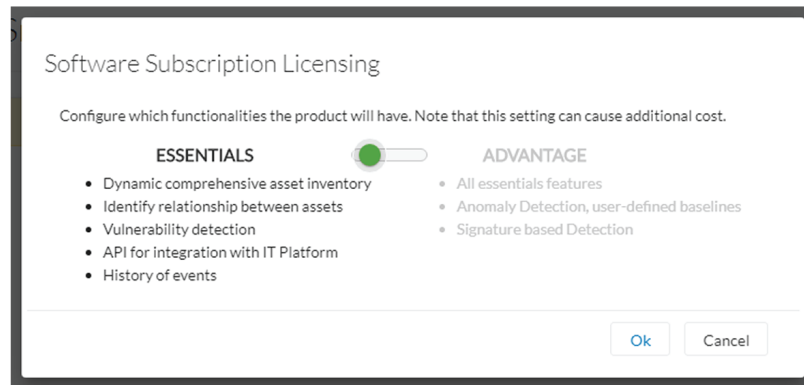 Software Subscription Licensing
Configure which functionalities the product will have. Note that this setting can cause additional cost.
ESSENTIALS
• Dynamic comprehensive asset inventory
• Identify relationship between assets
• Vulnerability detection
• API for integration with IT Platform
• History of events
ADVANTAGE
• All essentials features
• Anomaly Detection, user-defined baselines
• Signature based Detection
Ok
Cancel